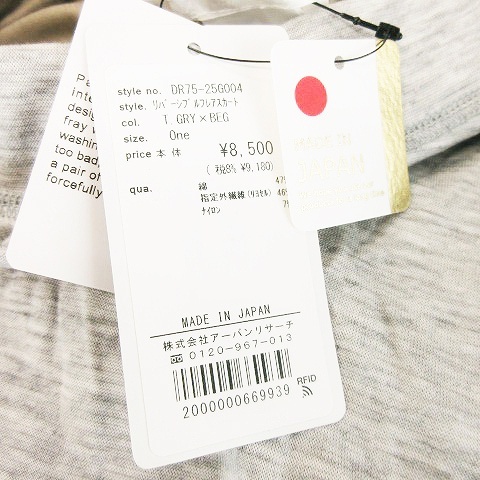 style no. DR75-25G004
style. リバーシブルフレアスカート
col. T.GRY×BEG
size. One
price 本体 ¥8,500
(税8% ¥9,180)
qua. 綿
指定外繊維(リヨセル)
ナイロン
MADE IN JAPAN
株式会社アーバンリサーチ
0120-967-013
RFID
2000000669939
inte
desig
fray w
washin
too bad,
a pair of
forcefully